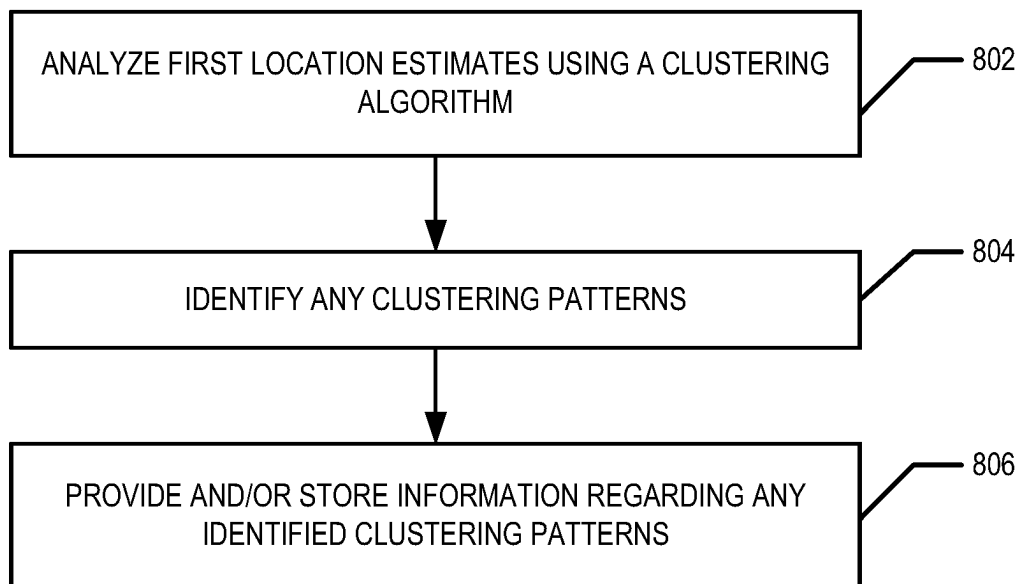 ANALYZE FIRST LOCATION ESTIMATES USING A CLUSTERING
ALGORITHM
802
IDENTIFY ANY CLUSTERING PATTERNS
804
PROVIDE AND/OR STORE INFORMATION REGARDING ANY
IDENTIFIED CLUSTERING PATTERNS
806